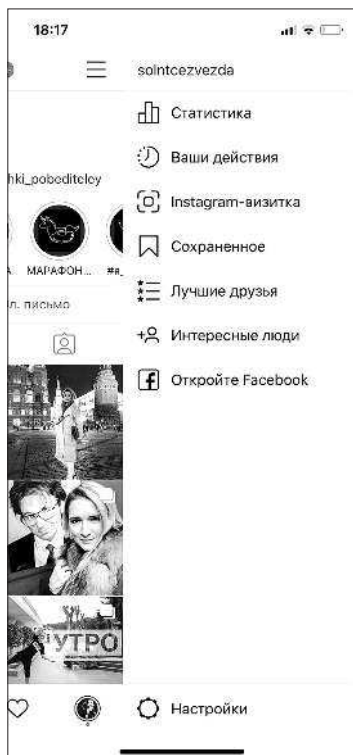 18:17
solntcezvezda
Статистика
Ваши действия
hki_pobediteley
Instagram-визитка
Сохраненное
МАРАФОН...
#я_
Лучшие друзья
л. письмо
+ Интересные люди
Откройте Facebook
УТРО
Настройки